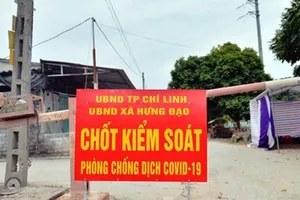 UBND TP CHÍ LINH
UBND XÃ HƯNG ĐẠO
CHỐT KIỂM SOÁT
PHÒNG CHỐNG DỊCH COVID-19